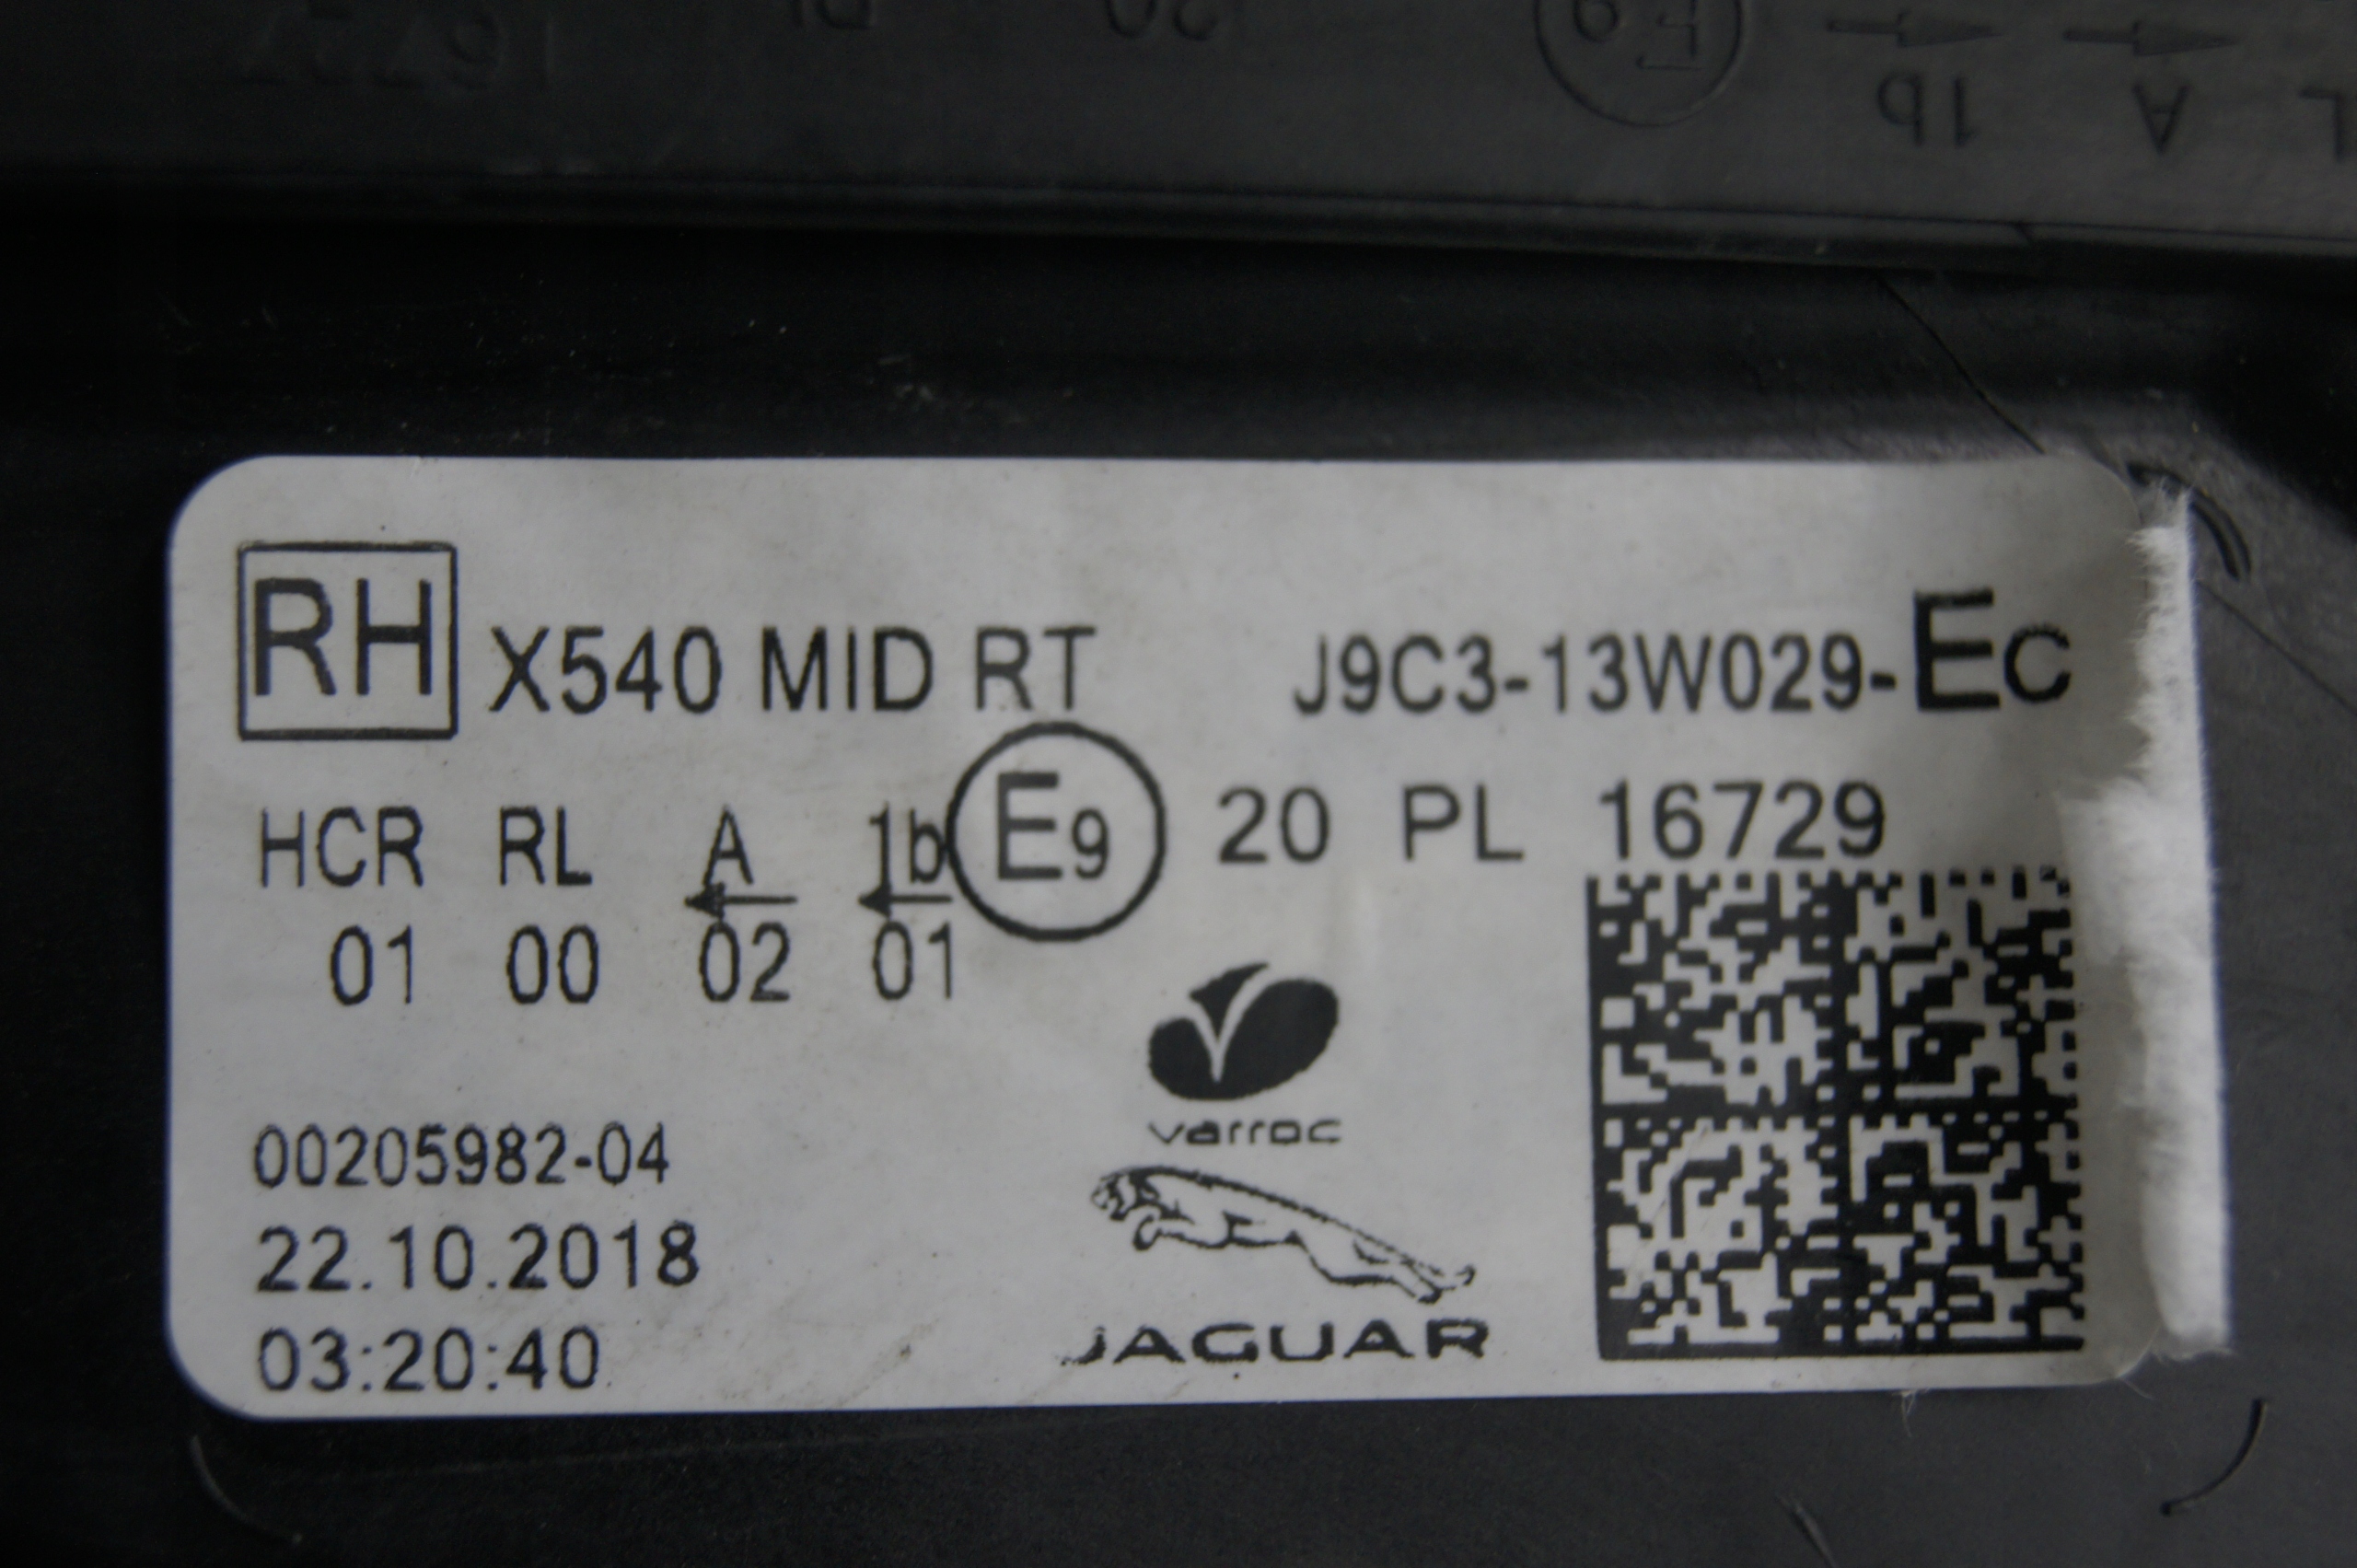 1b A
RH X540 MID RT J9C3-13W029-EC
HCR RL A 1b E9 20 PL 16729
01 00 02 01
varroc
00205982-04
22.10.2018
03:20:40
JAGUAR